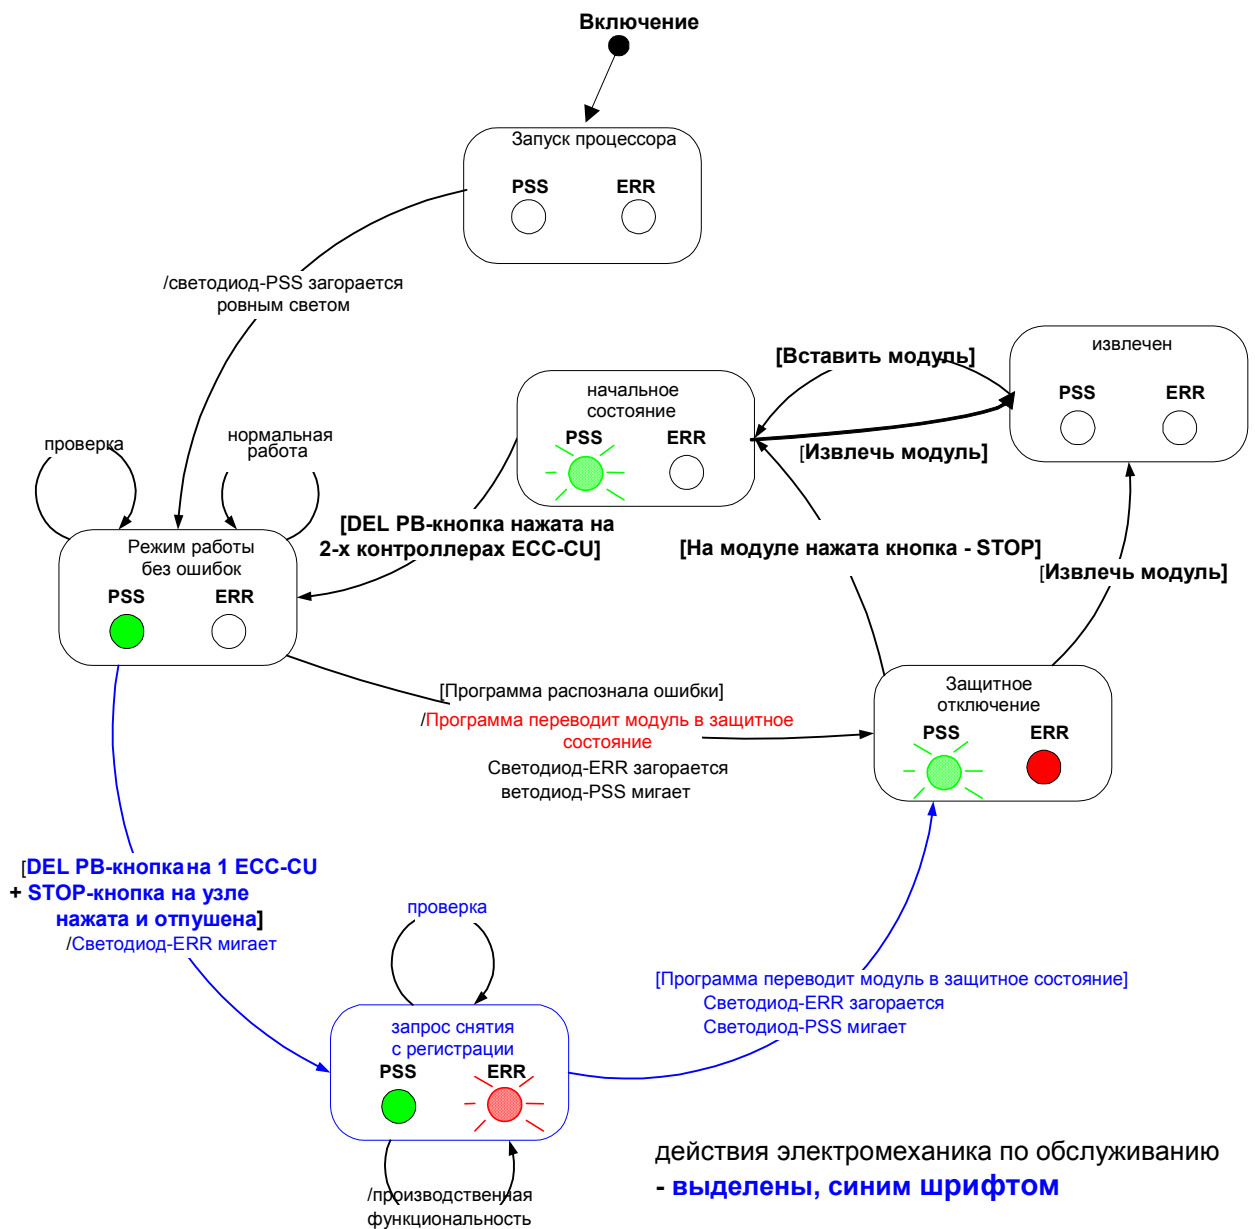 Включение
Запуск процессора
PSS ERR
/светодиод-PSS загорается
ровным светом
извлечен
PSS ERR
[Вставить модуль]
[Извлечь модуль]
начальное
состояние
PSS ERR
проверка
нормальная
работа
[DEL PB-кнопка нажата на
2-х контроллерах ECC-CU]
[На модуле нажата кнопка - STOP]
[Извлечь модуль]
Режим работы
без ошибок
PSS ERR
[Программа распознала ошибки]
/Программа переводит модуль в защитное
состояние
Светодиод-ERR загорается
ветодиод-PSS мигает
Защитное
отключение
PSS ERR
[DEL PB-кнопка на 1 ECC-CU
+ STOP-кнопка на узле
нажата и отпушена]
/Светодиод-ERR мигает
проверка
[Программа переводит модуль в защитное состояние]
Светодиод-ERR загорается
Светодиод-PSS мигает
запрос снятия
с регистрации
PSS ERR
/производственная
функциональность
действия электромеханика по обслуживанию
- выделены, синим шрифтом